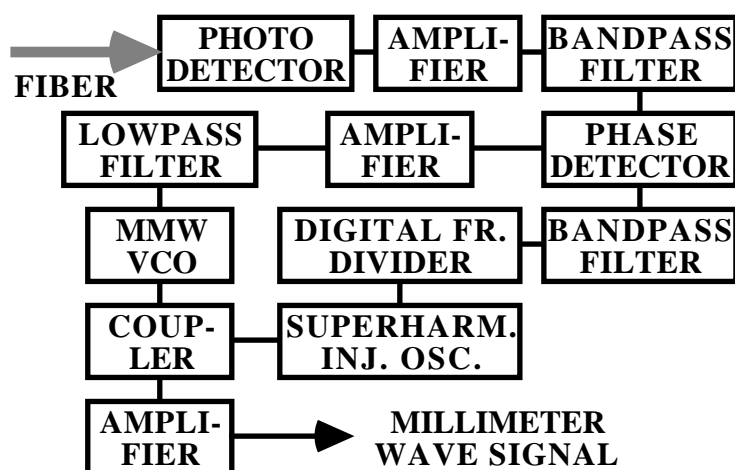 PHOTO
DETECTOR
AMPLI-
FIER
BANDPASS
FILTER
FIBER
LOWPASS
FILTER
AMPLI-
FIER
PHASE
DETECTOR
MMW
VCO
DIGITAL FR.
DIVIDER
BANDPASS
FILTER
COUP-
LER
SUPERHARM.
INJ. OSC.
AMPLI-
FIER
MILLIMETER
WAVE SIGNAL